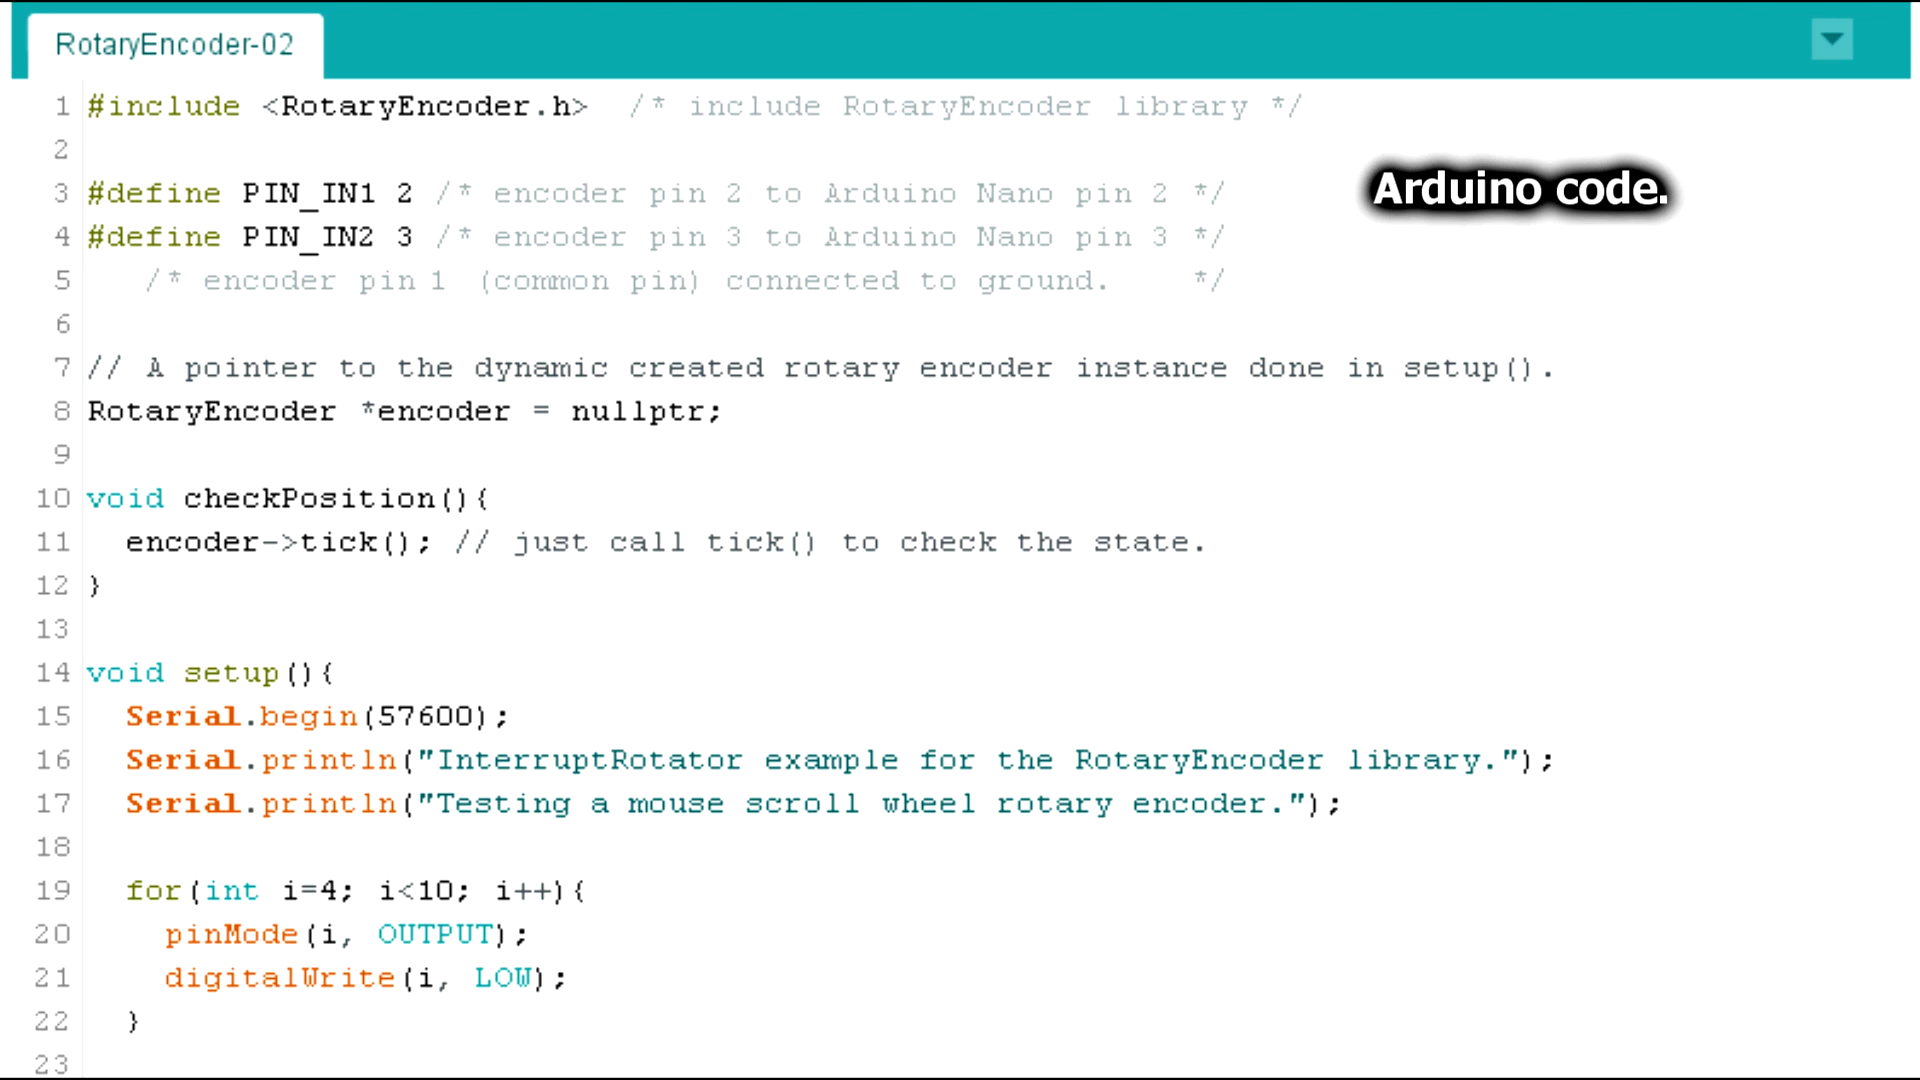 RotaryEncoder-02
1 #include <RotaryEncoder.h>  /* include RotaryEncoder library */
2
Arduino code.
3 #define PIN_IN1 2 /* encoder pin 2 to Arduino Nano pin 2 */
4 #define PIN_IN2 3 /* encoder pin 3 to Arduino Nano pin 3 */
5    /* encoder pin 1  (common pin) connected to ground.    */
6
7 // A pointer to the dynamic created rotary encoder instance done in setup().
8 RotaryEncoder *encoder = nullptr;
9
10 void checkPosition(){
11   encoder->tick(); // just call tick() to check the state.
12 }
13
14 void setup(){
15   Serial.begin(57600);
16   Serial.println("InterruptRotator example for the RotaryEncoder library.");
17   Serial.println("Testing a mouse scroll wheel rotary encoder.");
18
19   for(int i=4; i<10; i++){
20     pinMode(i, OUTPUT);
21     digitalWrite(i, LOW);
22   }
23